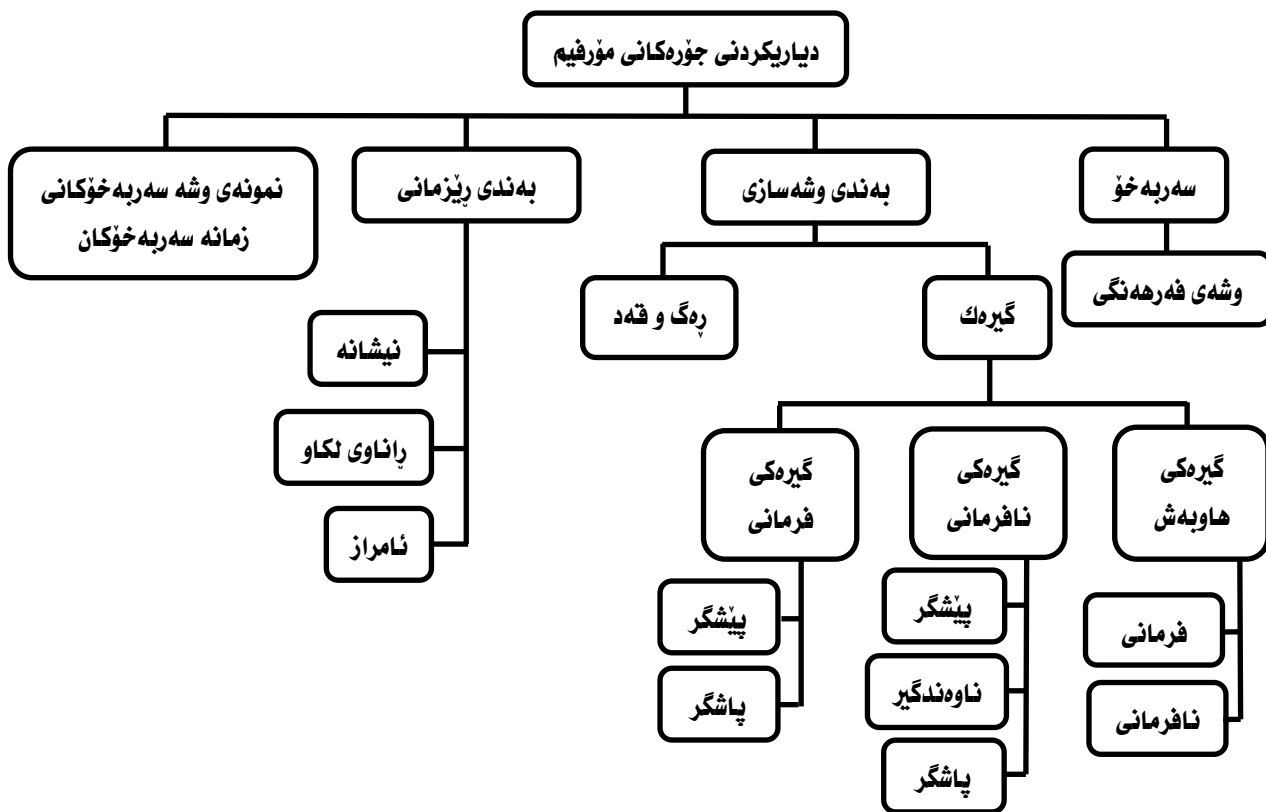 دیاریکردنی جۆرەکانی مۆرفیم
سەربەخۆ
بەندی وشەسازی
بەندی ڕێزمانی
نمونەی وشە سەربەخۆکانی
زمانە سەربەخۆکان
وشەی فەرهەنگی
گیرەك
ڕەگ و قەد
نیشانە
ڕاناوی لکاو
ئامراز
گیرەکی
هاوبەش
گیرەکی
نافرمانی
گیرەکی
فرمانی
فرمانی
نافرمانی
پێشگر
ناوەندگیر
پاشگر
پێشگر
پاشگر